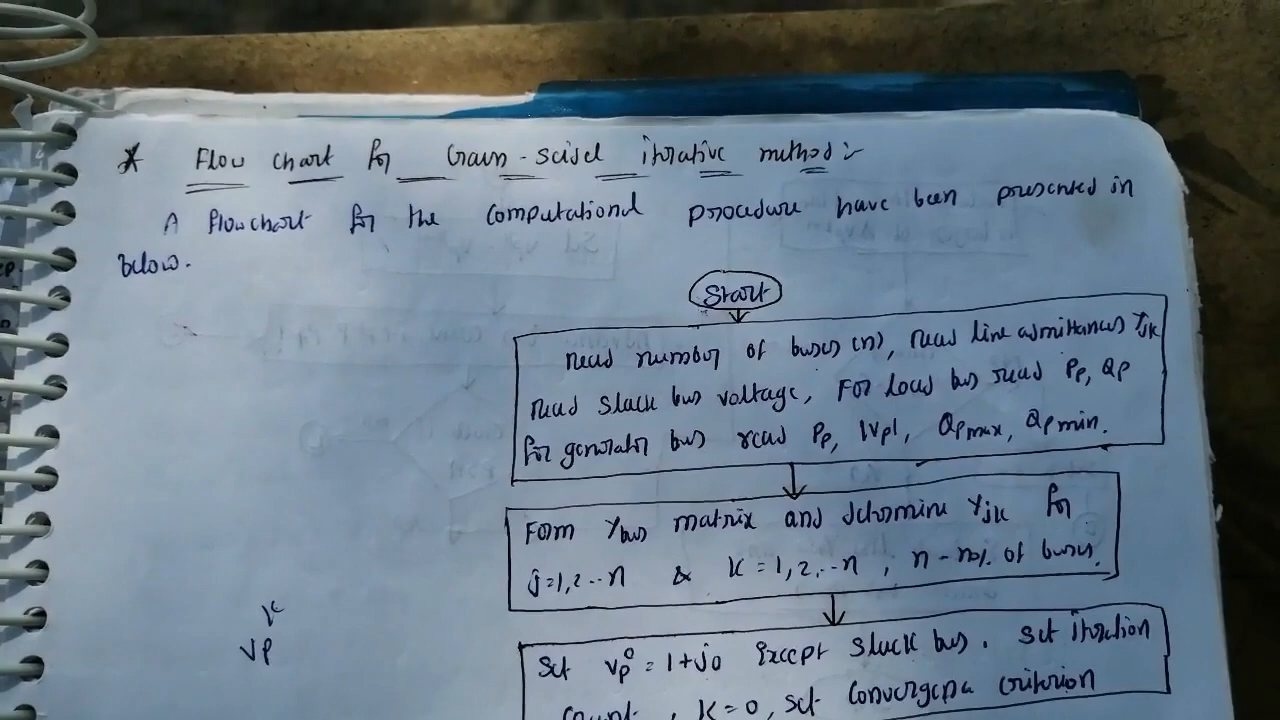 * Flow chart for Gauss-seidel iterative method :-
A flowchart for the computational procedure have been presented in
below.
Start
read number of buses (n), read line admittances Yjk
read slack bus voltage, For load bus read Pp, Qp
for generator bus read Pp, |Vp|, Qpmax, Qpmin.
Form Ybus matrix and determine Yjk for
j=1,2...n & K=1,2,...n, n-no/. of buses.
K
VP
Set Vp⁰=1+j0 Except slack bus. Set iteration
count, K=0, set convergence criterion